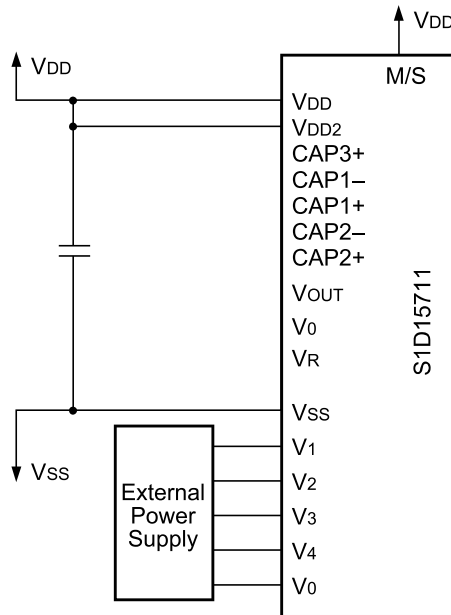 VDD
M/S
VDD
VDD
VDD2
CAP3+
CAP1–
CAP1+
CAP2–
CAP2+
VOUT
V0
VR
S1D15711
VSS
VSS
V1
V2
V3
V4
V0
External
Power
Supply